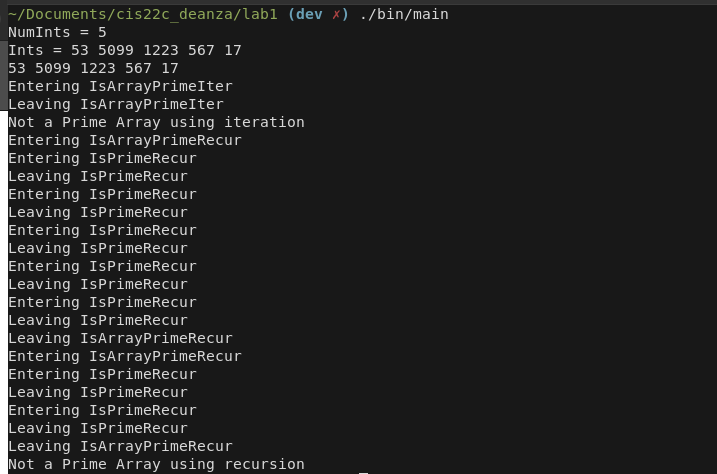 ~/Documents/cis22c_deanza/lab1 (dev ✗) ./bin/main
NumInts = 5
Ints = 53 5099 1223 567 17
53 5099 1223 567 17
Entering IsArrayPrimeIter
Leaving IsArrayPrimeIter
Not a Prime Array using iteration
Entering IsArrayPrimeRecur
Entering IsPrimeRecur
Leaving IsPrimeRecur
Entering IsPrimeRecur
Leaving IsPrimeRecur
Entering IsPrimeRecur
Leaving IsPrimeRecur
Entering IsPrimeRecur
Leaving IsPrimeRecur
Entering IsPrimeRecur
Leaving IsPrimeRecur
Leaving IsArrayPrimeRecur
Entering IsArrayPrimeRecur
Entering IsPrimeRecur
Leaving IsPrimeRecur
Entering IsPrimeRecur
Leaving IsPrimeRecur
Leaving IsArrayPrimeRecur
Not a Prime Array using recursion